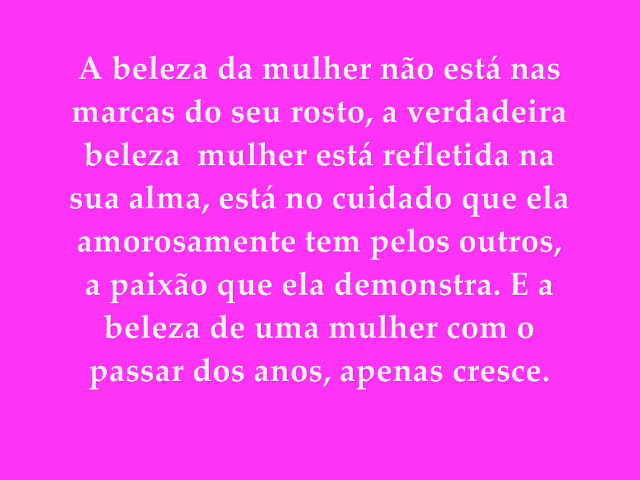 A beleza da mulher não está nas
marcas do seu rosto, a verdadeira
beleza  mulher está refletida na
sua alma, está no cuidado que ela
amorosamente tem pelos outros,
a paixão que ela demonstra. E a
beleza de uma mulher com o
passar dos anos, apenas cresce.